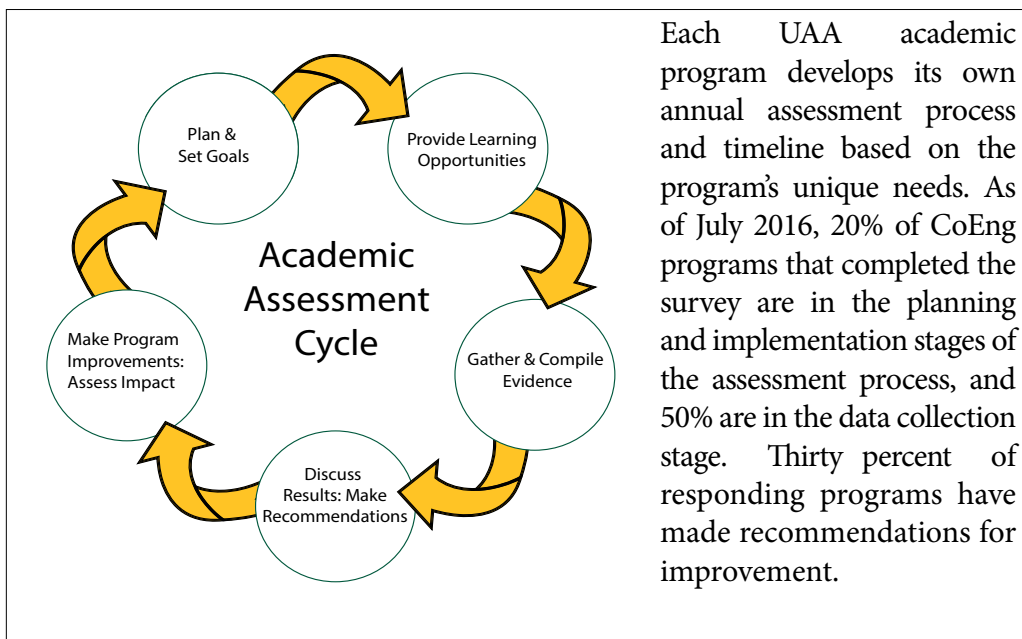 Plan &
Set Goals
Provide Learning
Opportunities
Academic
Assessment
Cycle
Make Program
Improvements:
Assess Impact
Gather & Compile
Evidence
Discuss
Results: Make
Recommendations
Each UAA academic
program develops its own
annual assessment process
and timeline based on the
program's unique needs. As
of July 2016, 20% of CoEng
programs that completed the
survey are in the planning
and implementation stages of
the assessment process, and
50% are in the data collection
stage. Thirty percent of
responding programs have
made recommendations for
improvement.